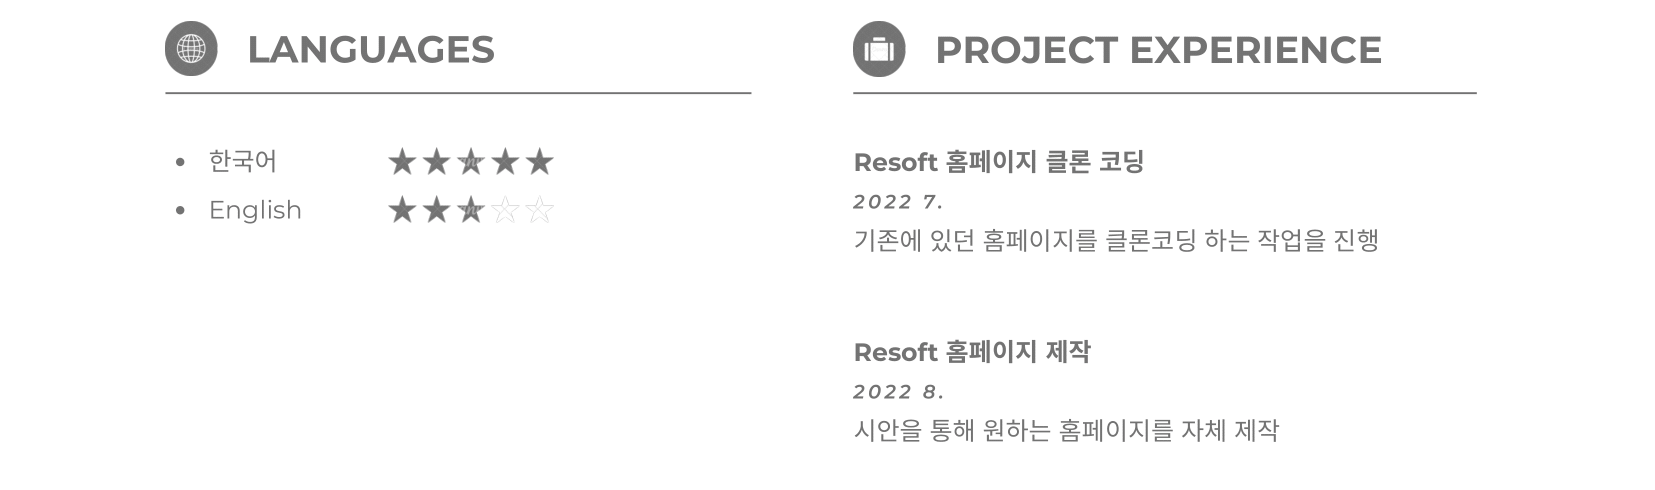 LANGUAGES
한국어
English
PROJECT EXPERIENCE
Resoft 홈페이지 클론 코딩
2022 7.
기존에 있던 홈페이지를 클론코딩 하는 작업을 진행
Resoft 홈페이지 제작
2022 8.
시안을 통해 원하는 홈페이지를 자체 제작